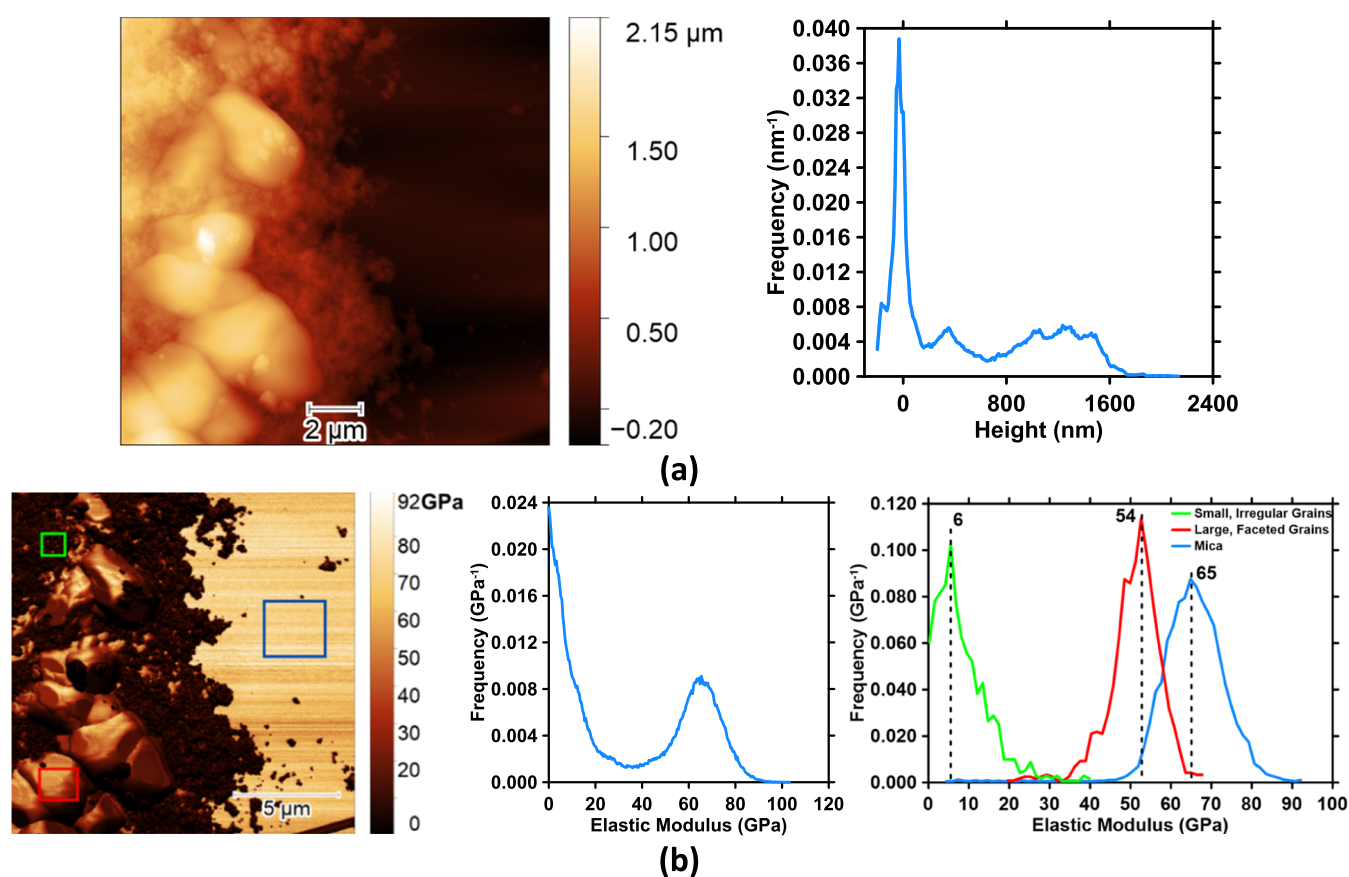 2.15 µm
1.50
1.00
0.50
−0.20
2 µm
0.040
0.036
0.032
0.028
0.024
0.020
0.016
0.012
0.008
0.004
0.000
Frequency (nm-1)
0 800 1600 2400
Height (nm)
(a)
92GPa
80
70
60
50
40
30
20
0
5 µm
0.024
0.020
0.016
0.012
0.008
0.004
0.000
Frequency (GPa-1)
0 20 40 60 80 100 120
Elastic Modulus (GPa)
0.120
0.100
0.080
0.060
0.040
0.020
0.000
Frequency (GPa-1)
6
54
65
Small, Irregular Grains
Large, Faceted Grains
Mica
0 10 20 30 40 50 60 70 80 90 100
Elastic Modulus (GPa)
(b)